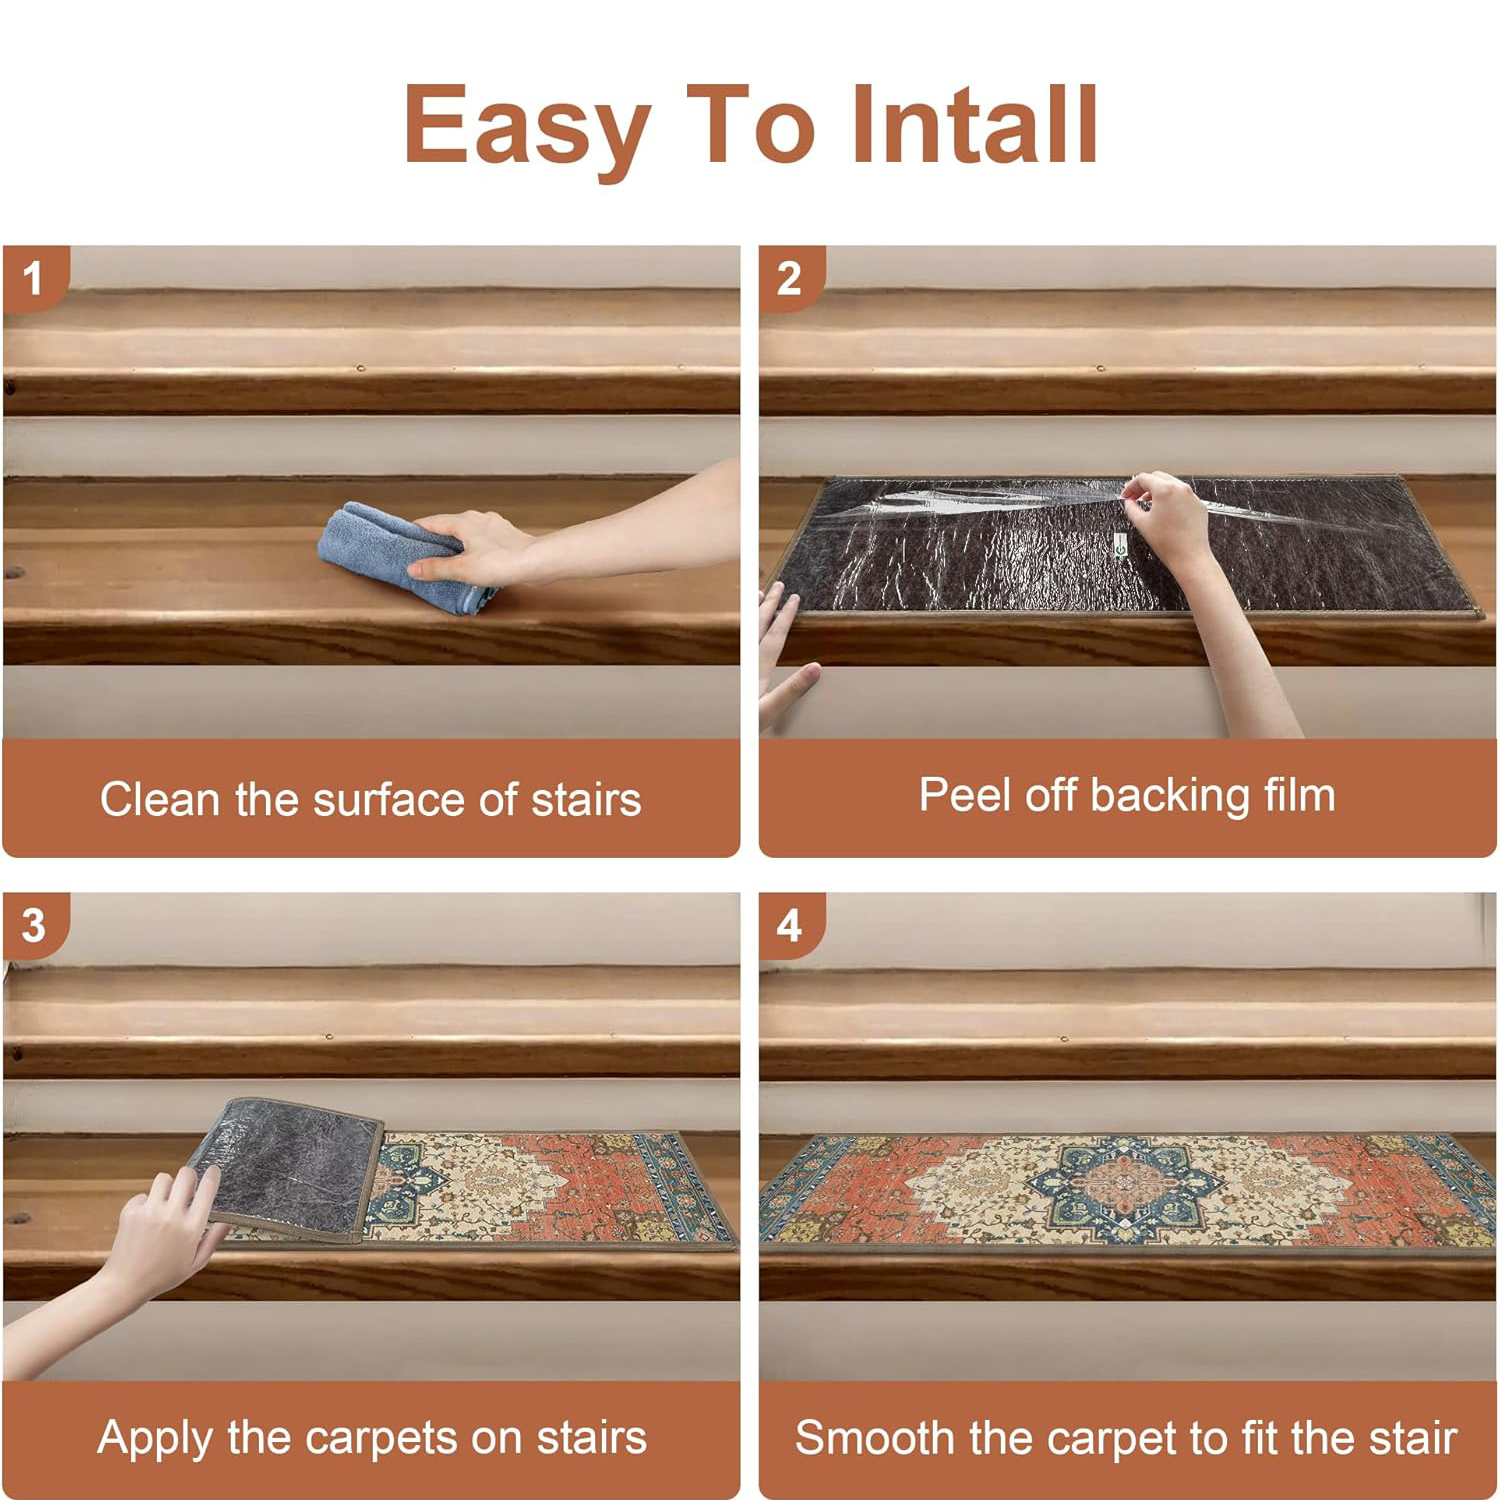 Easy To Intall
1
2
Clean the surface of stairs
Peel off backing film
3
4
Apply the carpets on stairs
Smooth the carpet to fit the stair